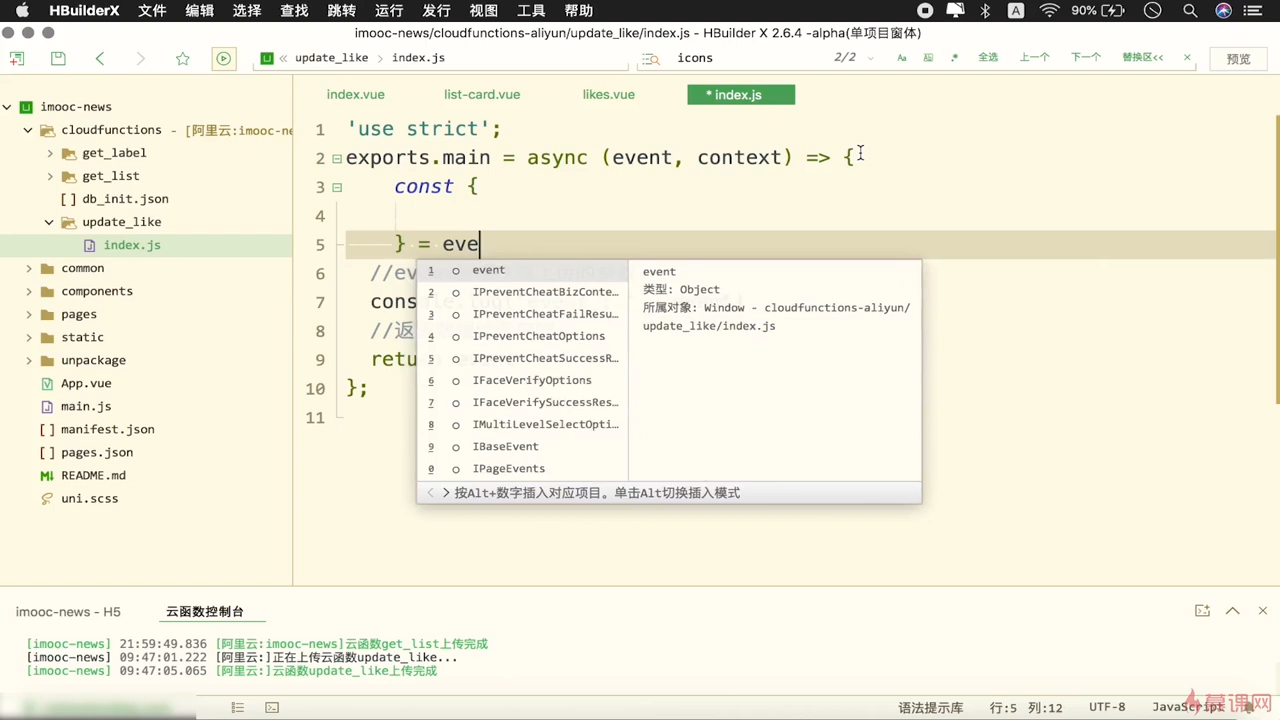 HBuilderX 文件 编辑 选择 查找 跳转 运行 发行 视图 工具 帮助 A 90%
imooc-news/cloudfunctions-aliyun/update_like/index.js - HBuilder X 2.6.4 -alpha(单项目窗体)
update_like index.js icons 2/2 Aa 全选 上一个 下一个 替换区<< 预览
index.vue list-card.vue likes.vue * index.js
imooc-news
cloudfunctions - [阿里云:imooc-ne
get_label
get_list
db_init.json
update_like
index.js
common
components
pages
static
unpackage
App.vue
main.js
manifest.json
pages.json
README.md
uni.scss
1 'use strict';
2 exports.main = async (event, context) => {
3 const {
4
5 } = eve
6 //ev
7 cons
8 //返
9 retu
10 };
11
1 event
2 IPreventCheatBizConte…
3 IPreventCheatFailResu…
4 IPreventCheatOptions
5 IPreventCheatSuccessR…
6 IFaceVerifyOptions
7 IFaceVerifySuccessRes…
8 IMultiLevelSelectOpti…
9 IBaseEvent
0 IPageEvents
event
类型: Object
所属对象: Window - cloudfunctions-aliyun/
update_like/index.js
按Alt+数字插入对应项目。单击Alt切换插入模式
imooc-news - H5 云函数控制台
[imooc-news] 21:59:49.836 [阿里云:imooc-news]云函数get_list上传完成
[imooc-news] 09:47:01.222 [阿里云:]正在上传云函数update_like...
[imooc-news] 09:47:05.065 [阿里云:]云函数update_like上传完成
语法提示库 行:5 列:12 UTF-8 JavaScript
慕课网